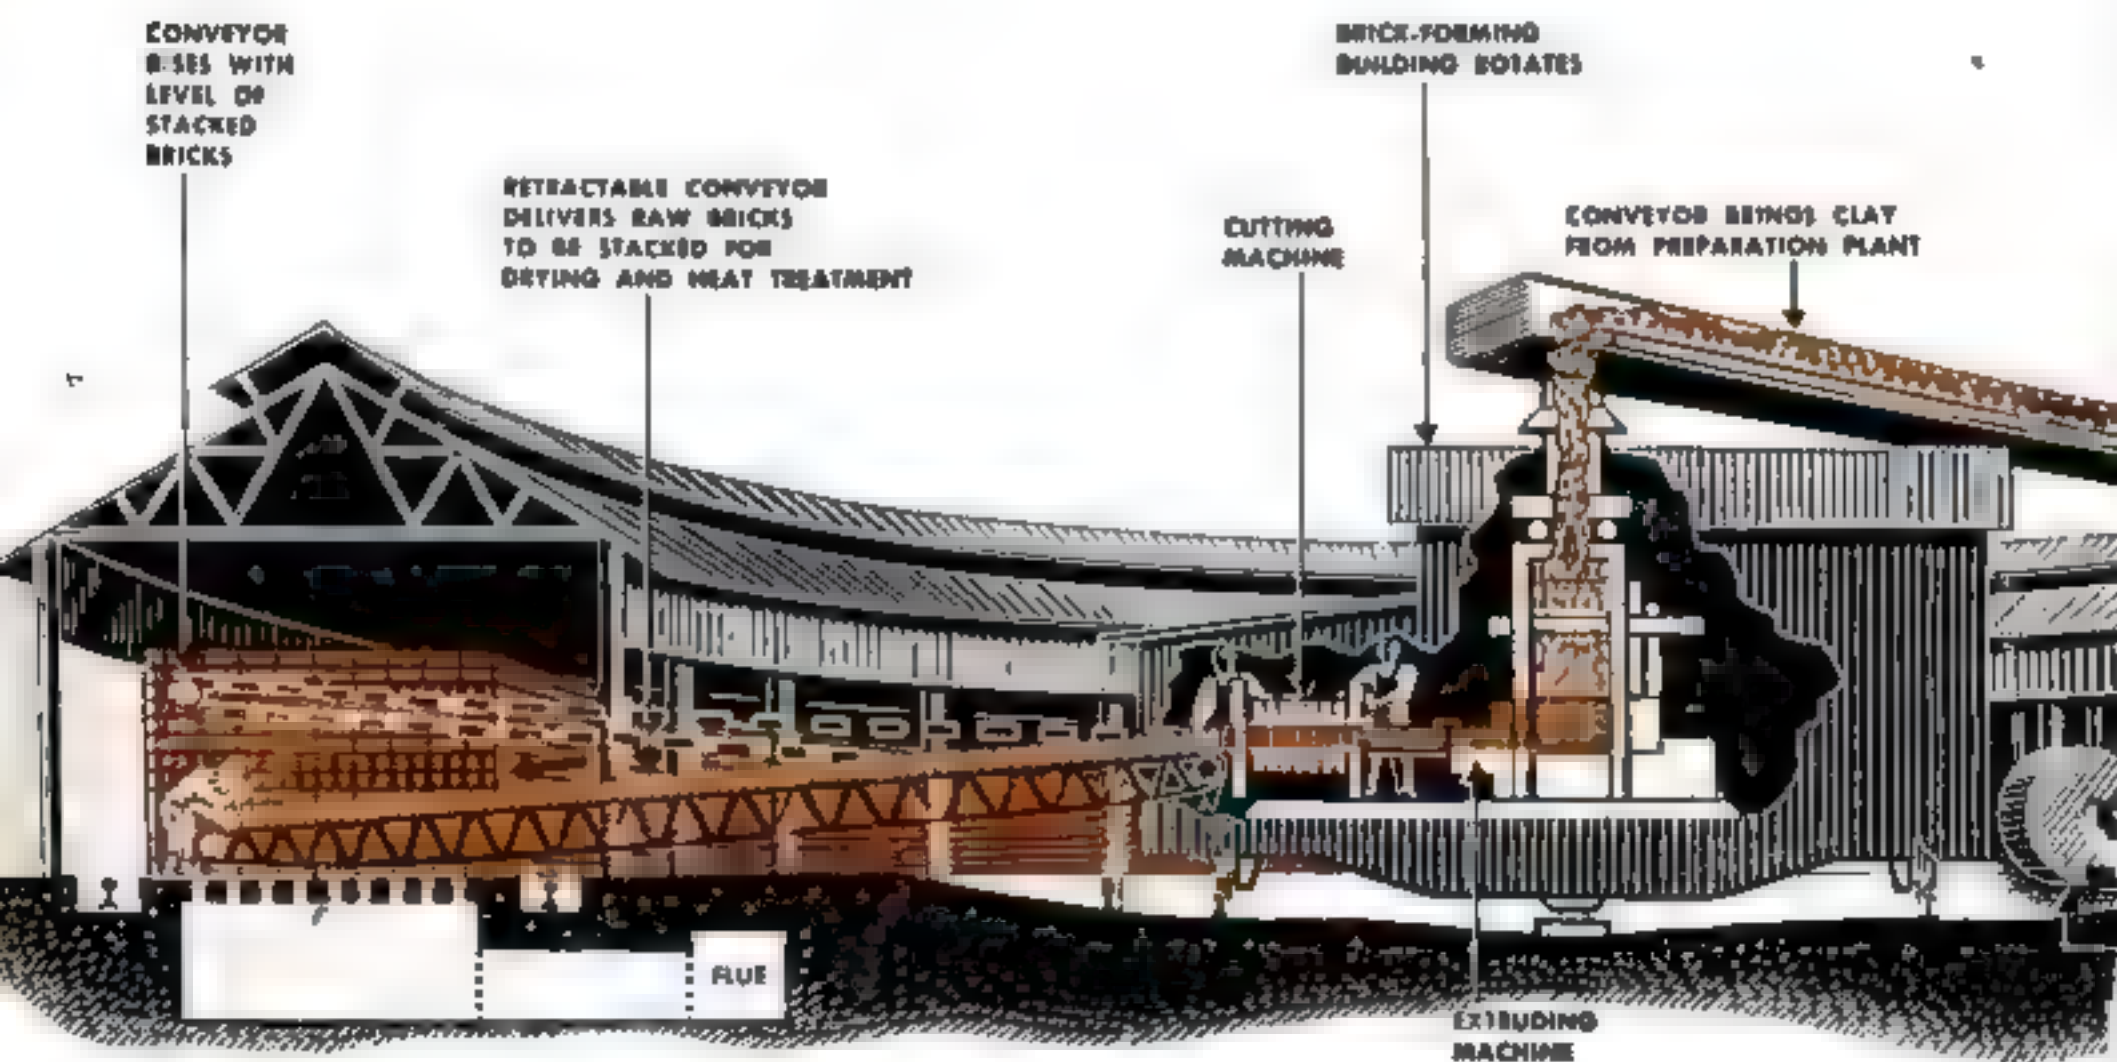 CONVEYOR
RISES WITH
LEVEL OF
STACKED
BRICKS
RETRACTABLE CONVEYOR
DELIVERS RAW BRICKS
TO BE STACKED FOR
DRYING AND HEAT TREATMENT
CUTTING
MACHINE
BRICK-FORMING
BUILDING ROTATES
CONVEYOR BRINGS CLAY
FROM PREPARATION PLANT
FLUE
EXTRUDING
MACHINE